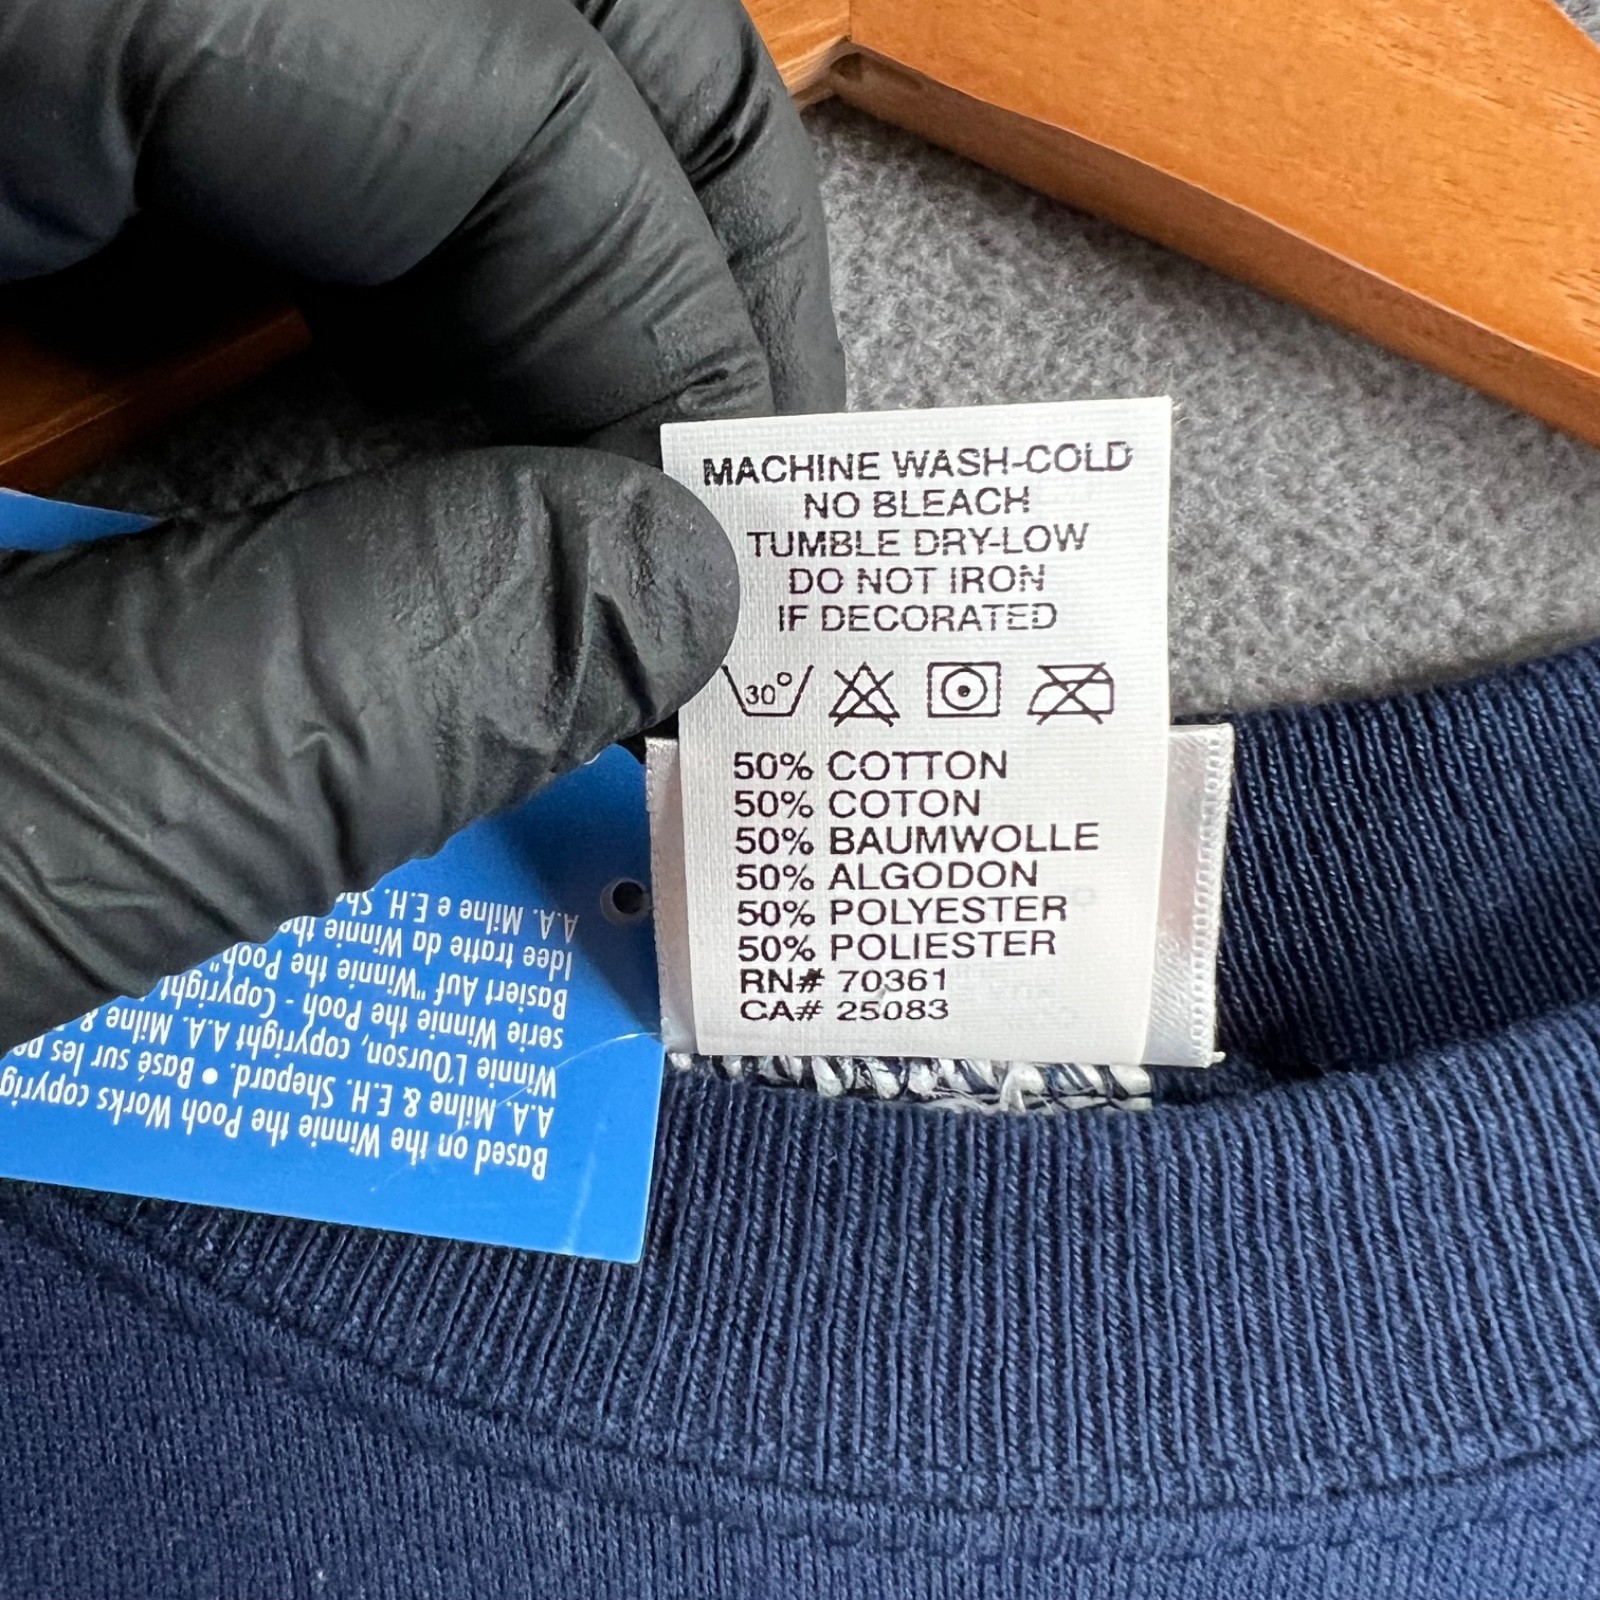 MACHINE WASH-COLD
NO BLEACH
TUMBLE DRY-LOW
DO NOT IRON
IF DECORATED
30°
50% COTTON
50% COTON
50% BAUMWOLLE
50% ALGODON
50% POLYESTER
50% POLIESTER
RN# 70361
CA# 25083
Based on the Winnie the Pooh Works
A.A. Milne & E.H. Shepard. • Basé sur les
Winnie L'Ourson, copyright A.A. Milne &
serie Winnie the Pooh - Copyright
Basiert Auf "Winnie the Pooh"
Idee tratte da Winnie the
A.A. Milne e E.H.